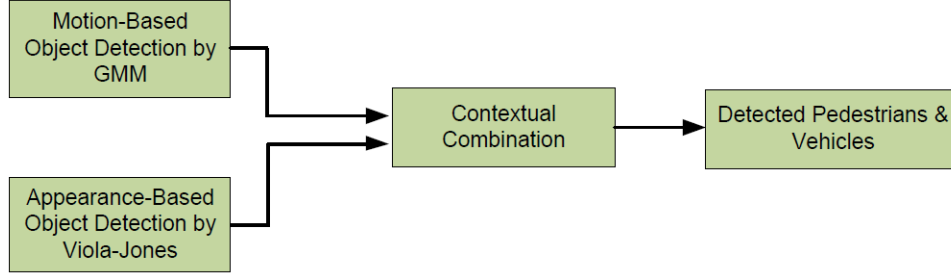 Motion-Based
Object Detection by
GMM
Contextual
Combination
Detected Pedestrians &
Vehicles
Appearance-Based
Object Detection by
Viola-Jones